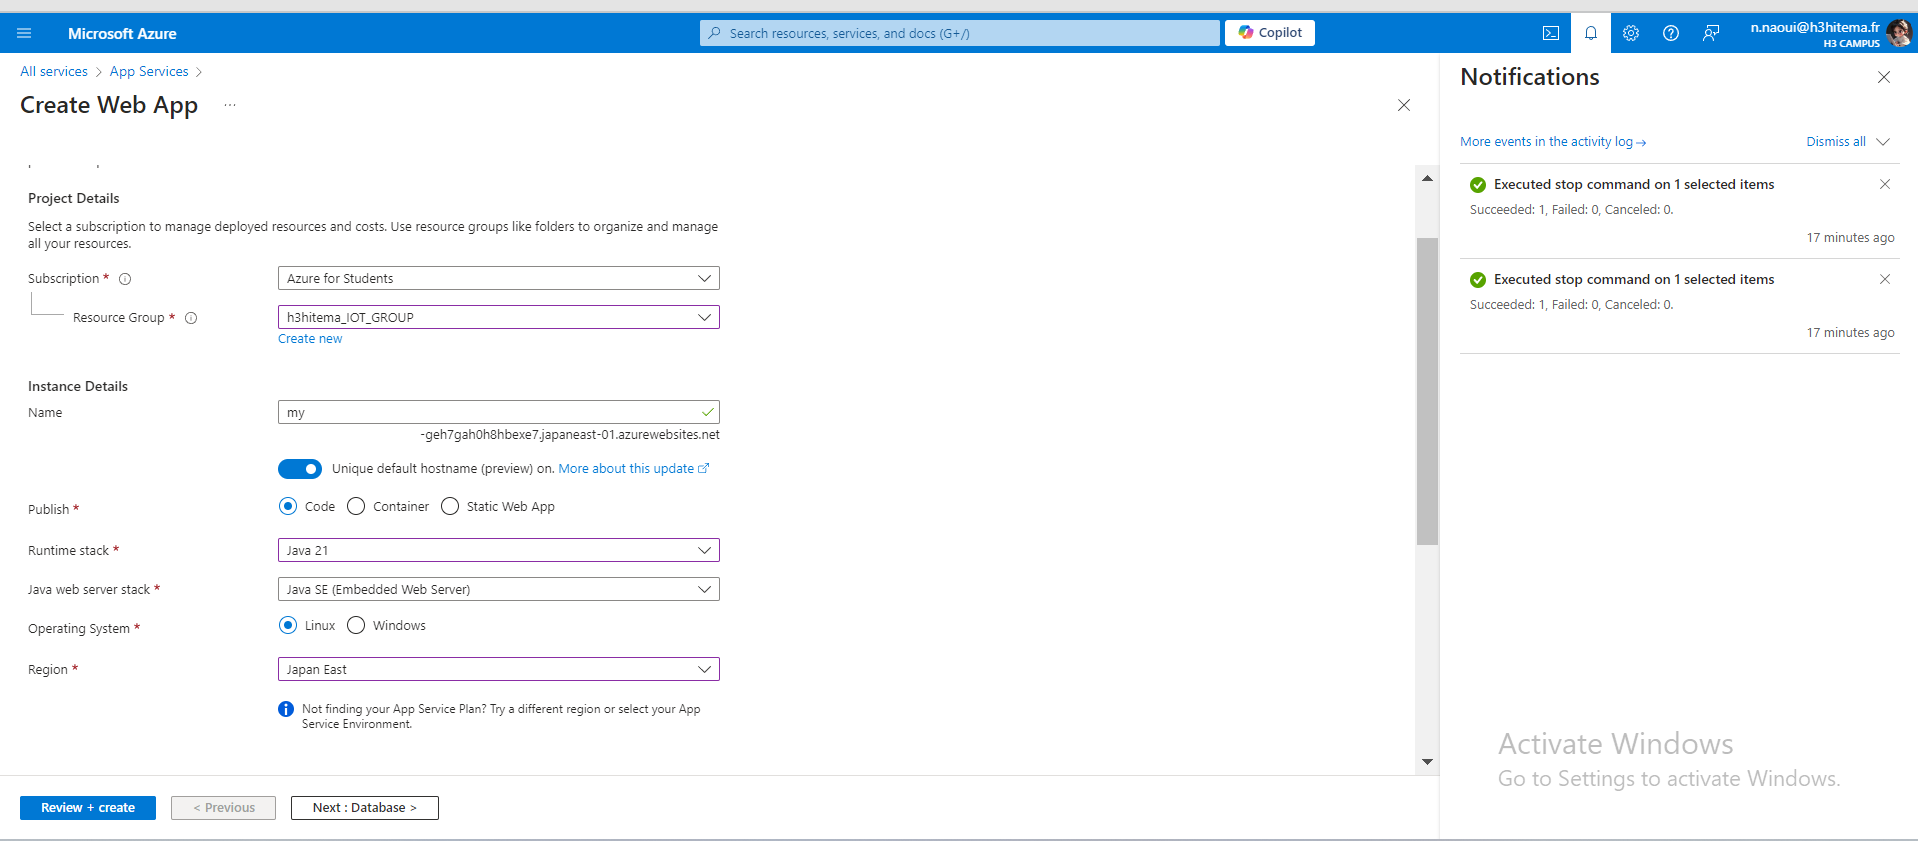 Microsoft Azure
Search resources, services, and docs (G+/)
Copilot
n.naoui@h3hitema.fr
H3 CAMPUS
All services > App Services >
Create Web App ...
Project Details
Select a subscription to manage deployed resources and costs. Use resource groups like folders to organize and manage
all your resources.
Subscription *
Azure for Students
Resource Group *
h3hitema_IOT_GROUP
Create new
Instance Details
Name
my
-geh7gah0h8hbexe7.japaneast-01.azurewebsites.net
Unique default hostname (preview) on. More about this update
Publish *
Code
Container
Static Web App
Runtime stack *
Java 21
Java web server stack *
Java SE (Embedded Web Server)
Operating System *
Linux
Windows
Region *
Japan East
Not finding your App Service Plan? Try a different region or select your App
Service Environment.
Review + create
< Previous
Next : Database >
Notifications
More events in the activity log →
Dismiss all
Executed stop command on 1 selected items
Succeeded: 1, Failed: 0, Canceled: 0.
17 minutes ago
Executed stop command on 1 selected items
Succeeded: 1, Failed: 0, Canceled: 0.
17 minutes ago
Activate Windows
Go to Settings to activate Windows.